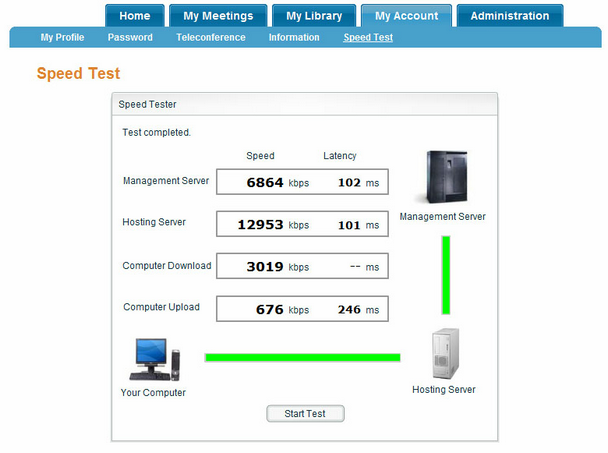 Home My Meetings My Library My Account Administration
My Profile Password Teleconference Information Speed Test
Speed Test
Speed Tester
Test completed.
Speed Latency
Management Server 6864 kbps 102 ms
Hosting Server 12953 kbps 101 ms
Computer Download 3019 kbps -- ms
Computer Upload 676 kbps 246 ms
Management Server
Your Computer
Hosting Server
Start Test